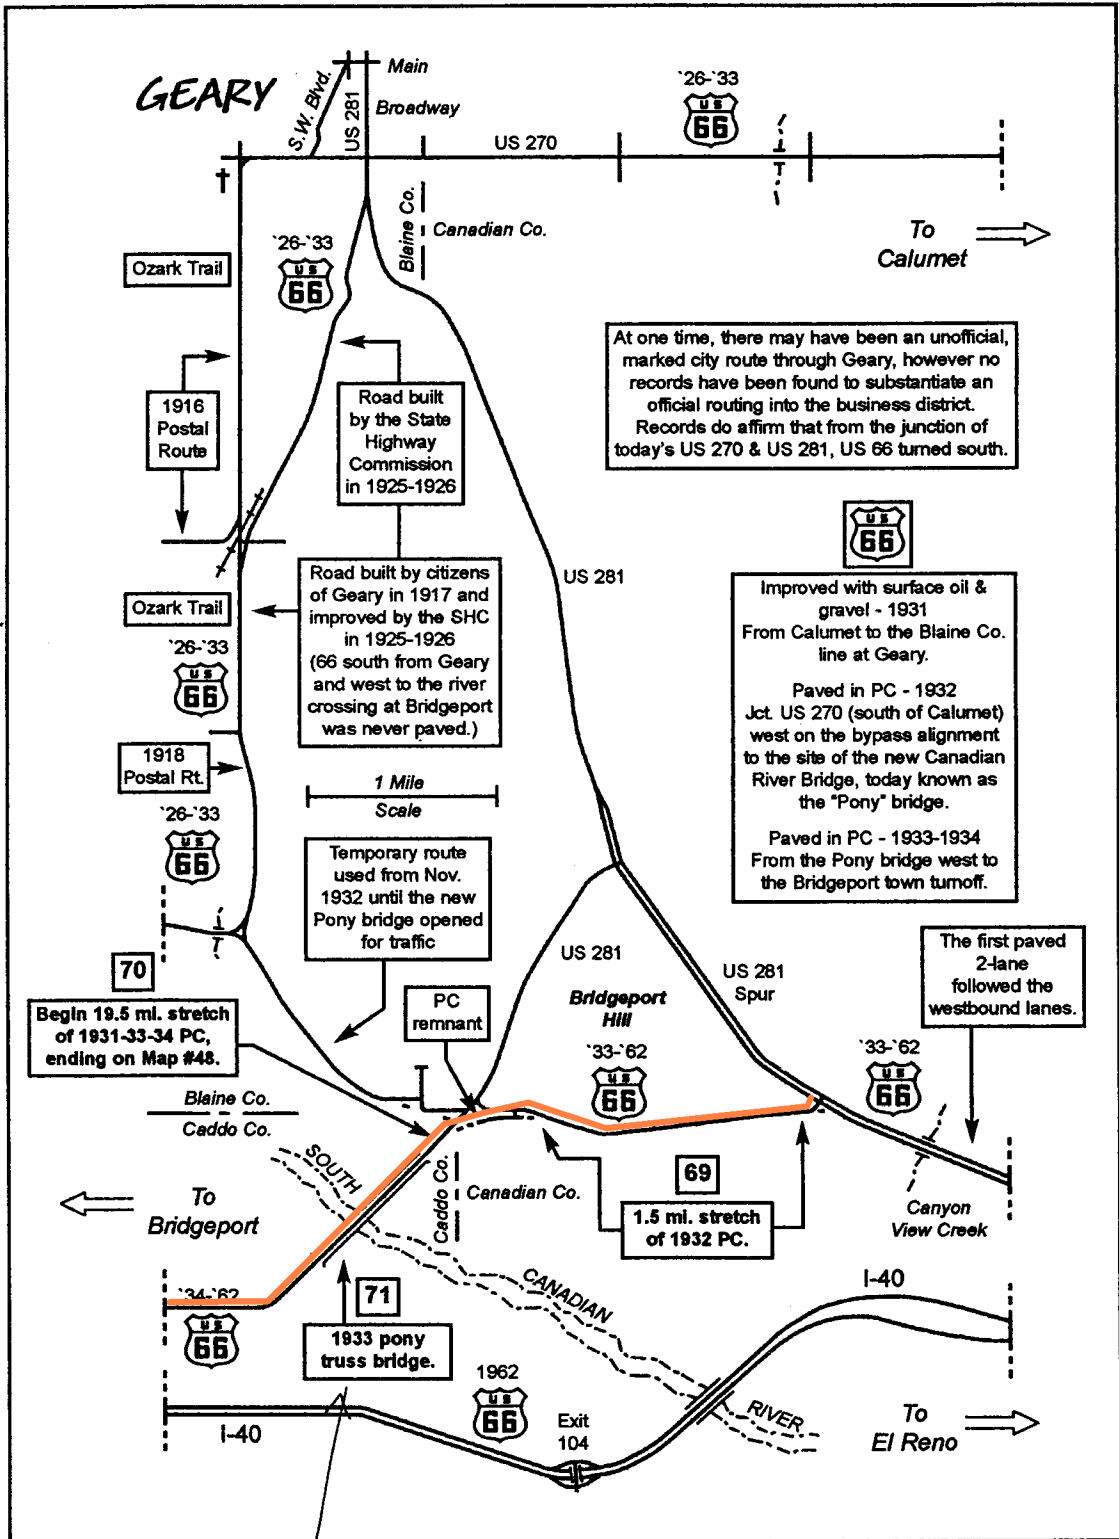 GEARY
S.W. Blvd.
US 281
Main
Broadway
US 270
`26-`33
US
66
Blaine Co.
Canadian Co.
To
Calumet
`26-`33
US
66
Ozark Trail
1916
Postal
Route
Road built
by the State
Highway
Commission
in 1925-1926
At one time, there may have been an unofficial,
marked city route through Geary, however no
records have been found to substantiate an
official routing into the business district.
Records do affirm that from the junction of
today's US 270 & US 281, US 66 turned south.
US
66
Improved with surface oil &
gravel - 1931
From Calumet to the Blaine Co.
line at Geary.
Paved in PC - 1932
Jct. US 270 (south of Calumet)
west on the bypass alignment
to the site of the new Canadian
River Bridge, today known as
the "Pony" bridge.
Paved in PC - 1933-1934
From the Pony bridge west to
the Bridgeport town turnoff.
US 281
Ozark Trail
Road built by citizens
of Geary in 1917 and
improved by the SHC
in 1925-1926
(66 south from Geary
and west to the river
crossing at Bridgeport
was never paved.)
`26-`33
US
66
1918
Postal Rt.
1 Mile
Scale
`26-`33
US
66
Temporary route
used from Nov.
1932 until the new
Pony bridge opened
for traffic
US 281
US 281
Spur
The first paved
2-lane
followed the
westbound lanes.
70
Begin 19.5 mi. stretch
of 1931-33-34 PC,
ending on Map #48.
PC
remnant
Bridgeport
Hill
`33-`62
US
66
`33-`62
US
66
Blaine Co.
Caddo Co.
SOUTH
Caddo Co.
Canadian Co.
69
1.5 mi. stretch
of 1932 PC.
Canyon
View Creek
To
Bridgeport
CANADIAN
I-40
`34-`62
US
66
71
1933 pony
truss bridge.
1962
US
66
Exit
104
RIVER
To
El Reno
I-40